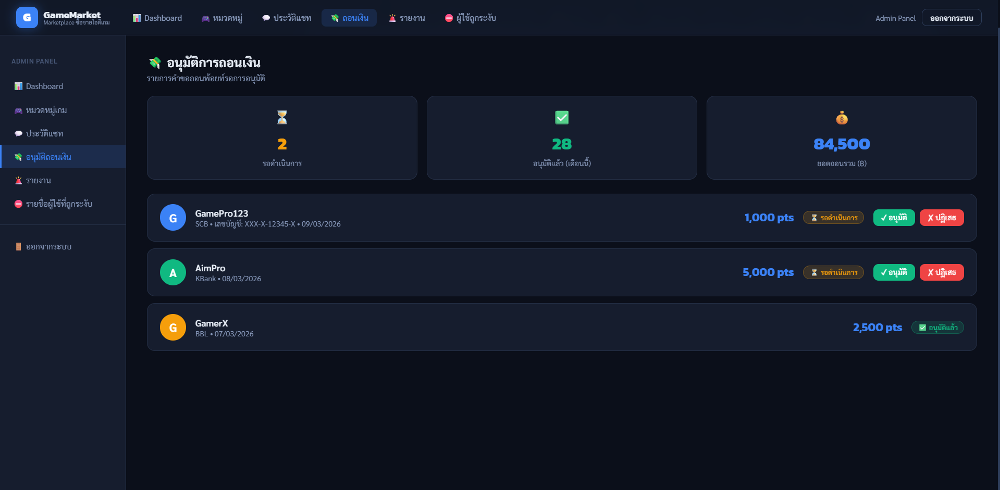 G
GameMarket
Marketplace ซื้อขายไอดีเกม
Dashboard
หมวดหมู่
ประวัติแชท
ถอนเงิน
รายงาน
ผู้ใช้ถูกระงับ
Admin Panel
ออกจากระบบ
ADMIN PANEL
Dashboard
หมวดหมู่เกม
ประวัติแชท
อนุมัติถอนเงิน
รายงาน
รายชื่อผู้ใช้ที่ถูกระงับ
ออกจากระบบ
อนุมัติการถอนเงิน
รายการคำขอถอนพ้อยท์รอการอนุมัติ
2
รอดำเนินการ
28
อนุมัติแล้ว (เดือนนี้)
84,500
ยอดถอนรวม (฿)
G
GamePro123
SCB • เลขบัญชี: XXX-X-12345-X • 09/03/2026
1,000 pts
รอดำเนินการ
✓ อนุมัติ
✗ ปฏิเสธ
A
AimPro
KBank • 08/03/2026
5,000 pts
รอดำเนินการ
✓ อนุมัติ
✗ ปฏิเสธ
G
GamerX
BBL • 07/03/2026
2,500 pts
อนุมัติแล้ว